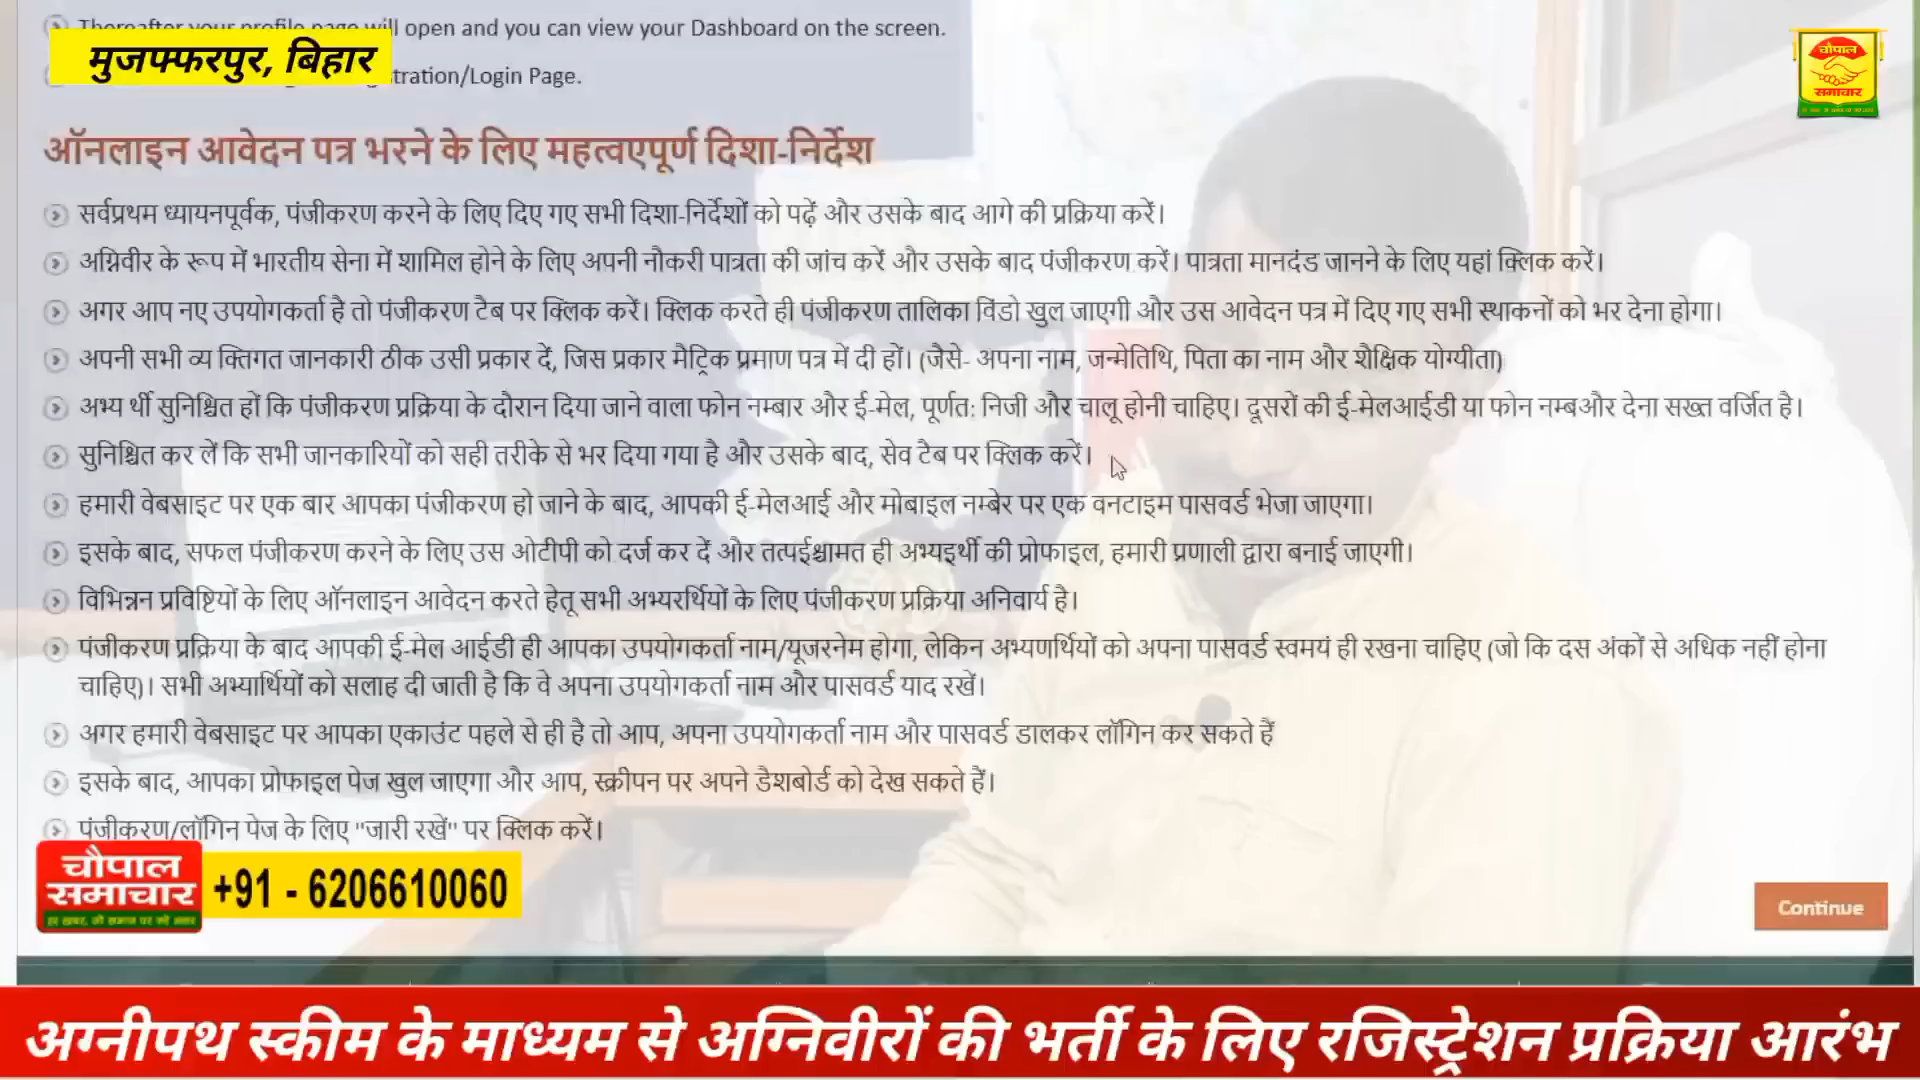 Thereafter your profile page will open and you can view your Dashboard on the screen.
मुजफ्फरपुर, बिहार
चौपाल
समाचार
stration/Login Page.
ऑनलाइन आवेदन पत्र भरने के लिए महत्वएपूर्ण दिशा-निर्देश
सर्वप्रथम ध्यायनपूर्वक, पंजीकरण करने के लिए दिए गए सभी दिशा-निर्देशों को पढ़ें और उसके बाद आगे की प्रक्रिया करें।
अग्निवीर के रूप में भारतीय सेना में शामिल होने के लिए अपनी नौकरी पात्रता की जांच करें और उसके बाद पंजीकरण करें। पात्रता मानदंड जानने के लिए यहां क्लिक करें।
अगर आप नए उपयोगकर्ता है तो पंजीकरण टैब पर क्लिक करें। क्लिक करते ही पंजीकरण तालिका विंडो खुल जाएगी और उस आवेदन पत्र में दिए गए सभी स्थाकनों को भर देना होगा।
अपनी सभी व्य क्तिगत जानकारी ठीक उसी प्रकार दें, जिस प्रकार मैट्रिक प्रमाण पत्र में दी हों। (जैसे- अपना नाम, जन्मेतिथि, पिता का नाम और शैक्षिक योग्यीता)
अभ्य र्थी सुनिश्चित हों कि पंजीकरण प्रक्रिया के दौरान दिया जाने वाला फोन नम्बार और ई-मेल, पूर्णत: निजी और चालू होनी चाहिए। दूसरों की ई-मेलआईडी या फोन नम्बऔर देना सख्त वर्जित है।
सुनिश्चित कर लें कि सभी जानकारियों को सही तरीके से भर दिया गया है और उसके बाद, सेव टैब पर क्लिक करें।
हमारी वेबसाइट पर एक बार आपका पंजीकरण हो जाने के बाद, आपकी ई-मेलआई और मोबाइल नम्बेर पर एक वनटाइम पासवर्ड भेजा जाएगा।
इसके बाद, सफल पंजीकरण करने के लिए उस ओटीपी को दर्ज कर दें और तत्पईश्चामत ही अभ्यइर्थी की प्रोफाइल, हमारी प्रणाली द्वारा बनाई जाएगी।
विभिन्नन प्रविष्टियों के लिए ऑनलाइन आवेदन करते हेतू सभी अभ्यरर्थियों के लिए पंजीकरण प्रक्रिया अनिवार्य है।
पंजीकरण प्रक्रिया के बाद आपकी ई-मेल आईडी ही आपका उपयोगकर्ता नाम/यूजरनेम होगा, लेकिन अभ्यणर्थियों को अपना पासवर्ड स्वमयं ही रखना चाहिए (जो कि दस अंकों से अधिक नहीं होना
चाहिए)। सभी अभ्यार्थियों को सलाह दी जाती है कि वे अपना उपयोगकर्ता नाम और पासवर्ड याद रखें।
अगर हमारी वेबसाइट पर आपका एकाउंट पहले से ही है तो आप, अपना उपयोगकर्ता नाम और पासवर्ड डालकर लॉगिन कर सकते हैं
इसके बाद, आपका प्रोफाइल पेज खुल जाएगा और आप, स्क्रीपन पर अपने डैशबोर्ड को देख सकते हैं।
पंजीकरण/लॉगिन पेज के लिए "जारी रखें" पर क्लिक करें।
चौपाल
समाचार
+91 - 6206610060
Continue
अग्नीपथ स्कीम के माध्यम से अग्निवीरों की भर्ती के लिए रजिस्ट्रेशन प्रक्रिया आरंभ